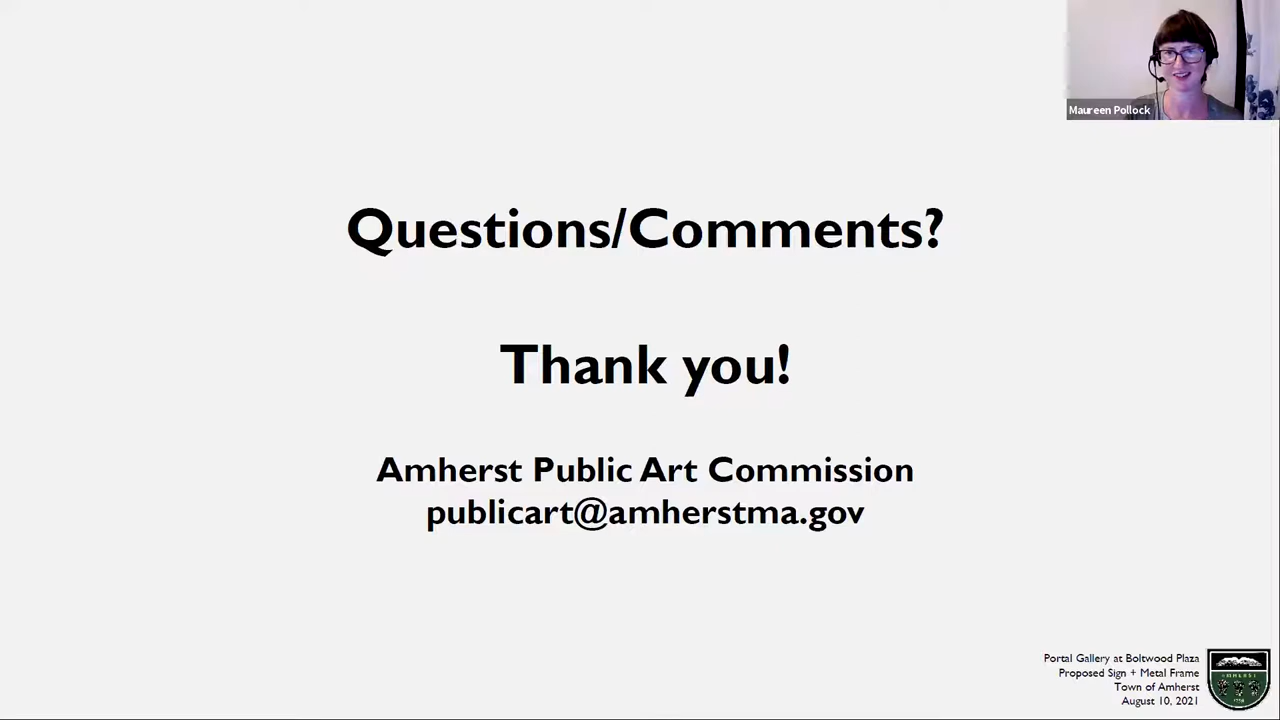 Maureen Pollock
Questions/Comments?
Thank you!
Amherst Public Art Commission
publicart@amherstma.gov
Portal Gallery at Boltwood Plaza
Proposed Sign + Metal Frame
Town of Amherst
August 10, 2021
AMHERST